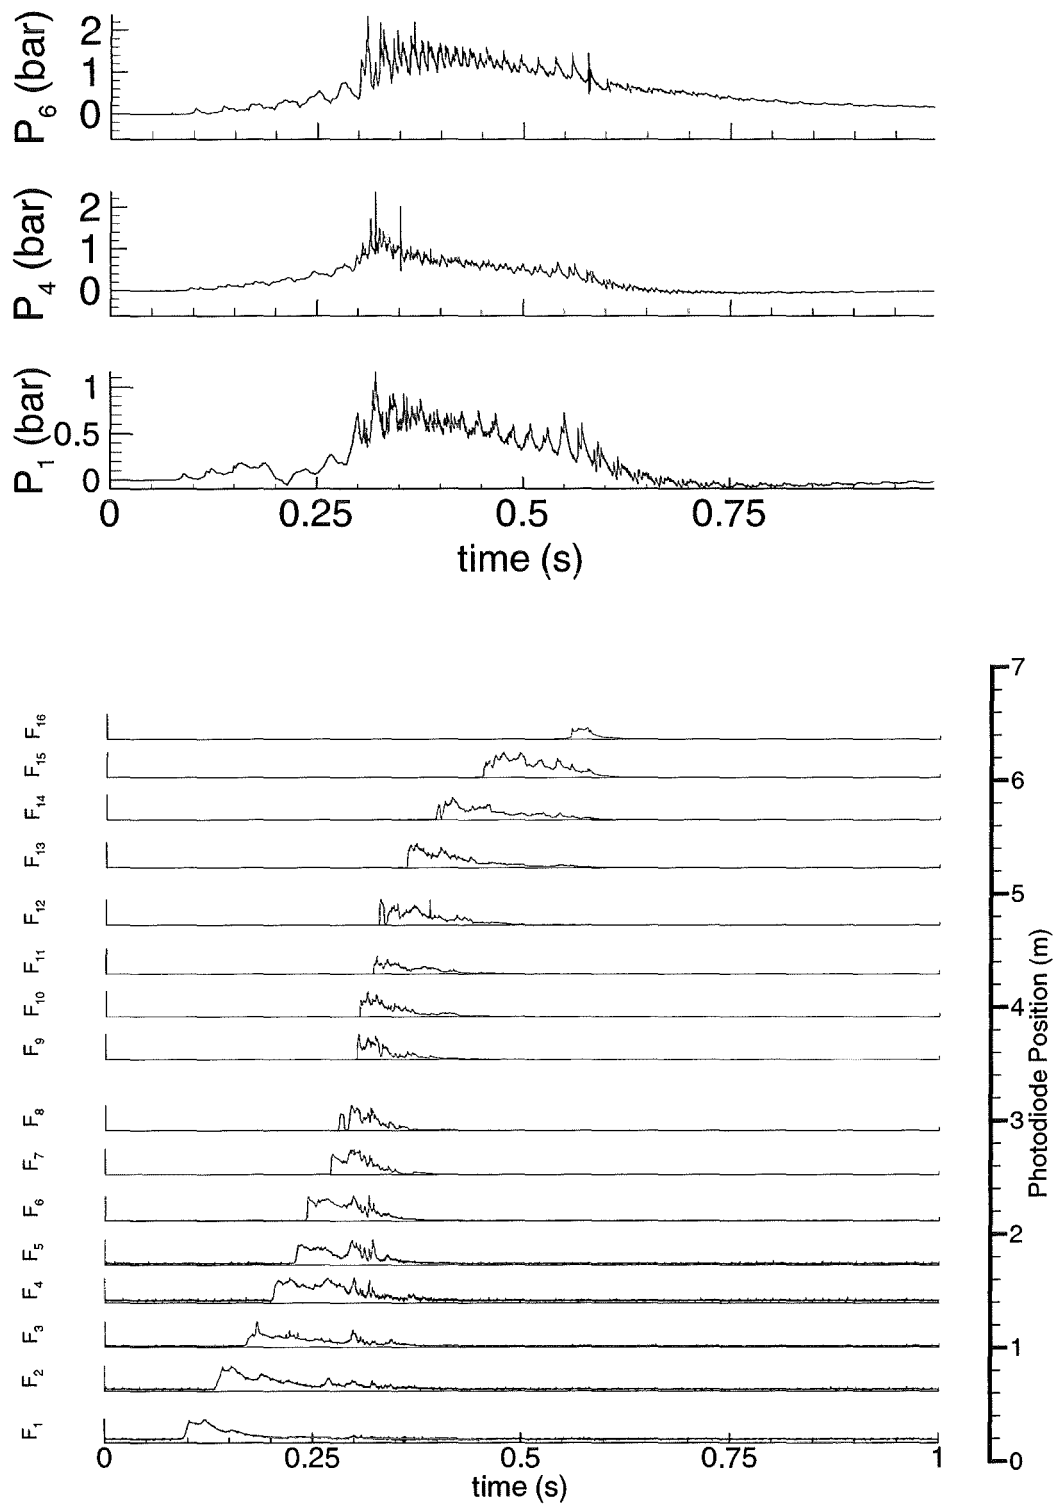 P6 (bar)
2
1
0
P4 (bar)
2
1
0
P1 (bar)
1
0.5
0
0 0.25 0.5 0.75
time (s)
7
F16
F15
6
F14
F13
5
F12
F11
F10
4
F9
Photodiode Position (m)
F8
3
F7
F6
2
F5
F4
F3
1
F2
F1
0
0 0.25 0.5 0.75 1
time (s)